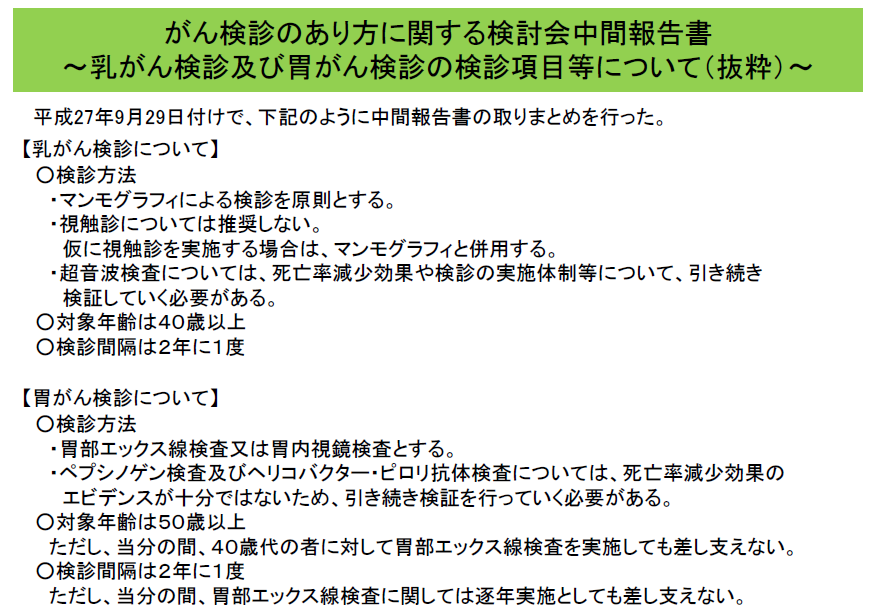 がん検診のあり方に関する検討会中間報告書
~乳がん検診及び胃がん検診の検診項目等について(抜粋)~
平成27年9月29日付けで、下記のように中間報告書の取りまとめを行った。
【乳がん検診について】
○検診方法
・マンモグラフィによる検診を原則とする。
・視触診については推奨しない。
仮に視触診を実施する場合は、マンモグラフィと併用する。
・超音波検査については、死亡率減少効果や検診の実施体制等について、引き続き
検証していく必要がある。
○対象年齢は40歳以上
○検診間隔は2年に1度
【胃がん検診について】
○検診方法
・胃部エックス線検査又は胃内視鏡検査とする。
・ペプシノゲン検査及びヘリコバクター・ピロリ抗体検査については、死亡率減少効果の
エビデンスが十分ではないため、引き続き検証を行っていく必要がある。
○対象年齢は50歳以上
ただし、当分の間、40歳代の者に対して胃部エックス線検査を実施しても差し支えない。
○検診間隔は2年に1度
ただし、当分の間、胃部エックス線検査に関しては逐年実施としても差し支えない。